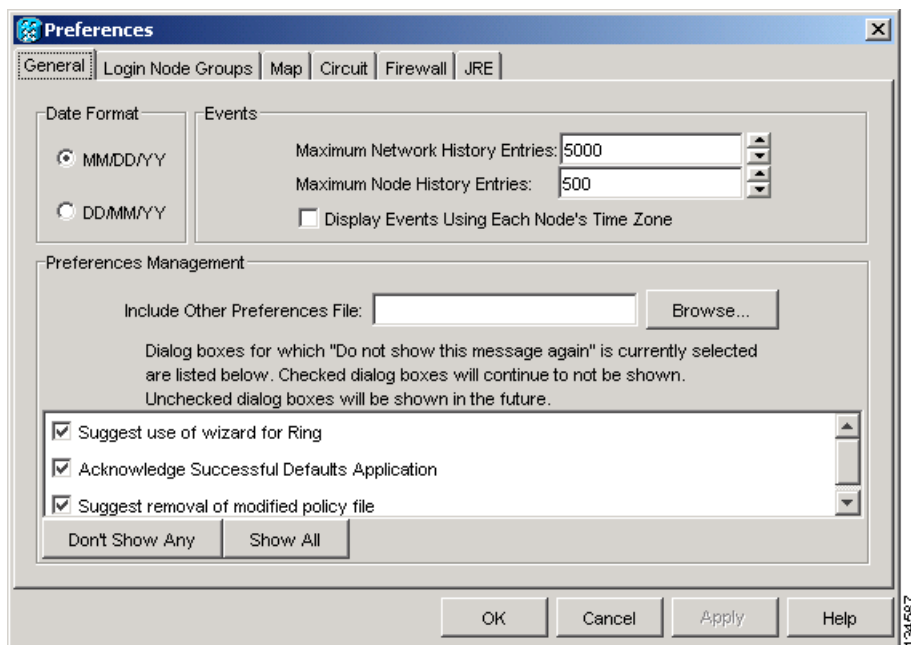 Preferences
General Login Node Groups Map Circuit Firewall JRE
Date Format
MM/DD/YY
DD/MM/YY
Events
Maximum Network History Entries: 5000
Maximum Node History Entries: 500
Display Events Using Each Node's Time Zone
Preferences Management
Include Other Preferences File: Browse...
Dialog boxes for which "Do not show this message again" is currently selected
are listed below. Checked dialog boxes will continue to not be shown.
Unchecked dialog boxes will be shown in the future.
Suggest use of wizard for Ring
Acknowledge Successful Defaults Application
Suggest removal of modified policy file
Don't Show Any Show All
OK Cancel Apply Help
134587